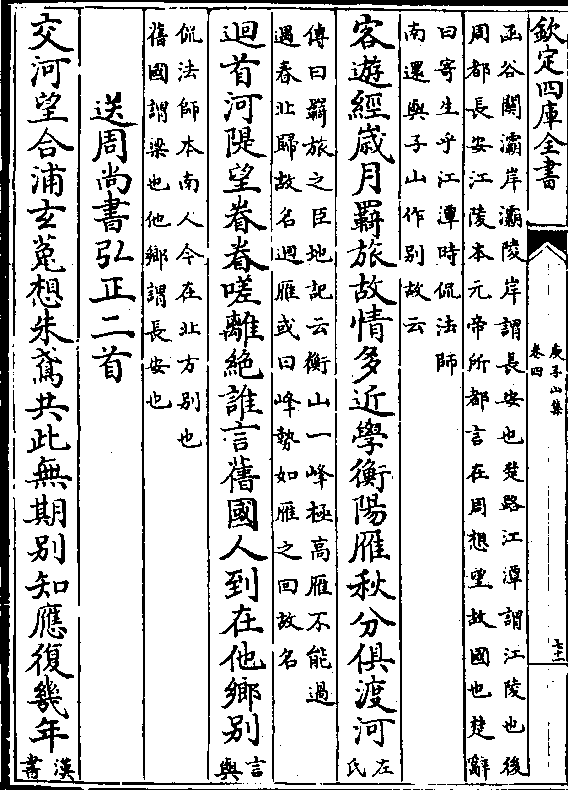 欽定四庫全書
庾子山集
卷四
函谷關灞岸灞陵岸謂長安也楚路江潭謂江陵也後
周都長安江陵本元帝所都言在周想望故國也楚辭
曰寄生乎江潭時侃法師
南還與子山作別故云
客遊經歲月羇旅故情多近學衡陽雁秋分俱渡河左氏
傳曰羇旅之臣地記云衡山一峰極高雁不能過
遇春北歸故名迴雁或曰峰勢如雁之回故名
迴首河隄望眷眷嗟離絶誰言舊國人到在他鄉別言與
侃法師本南人今在北方別也
舊國謂梁也他鄉謂長安也
送周尚書弘正二首
交河望合浦玄菟想朱鳶共此無期別知應復幾年漢書